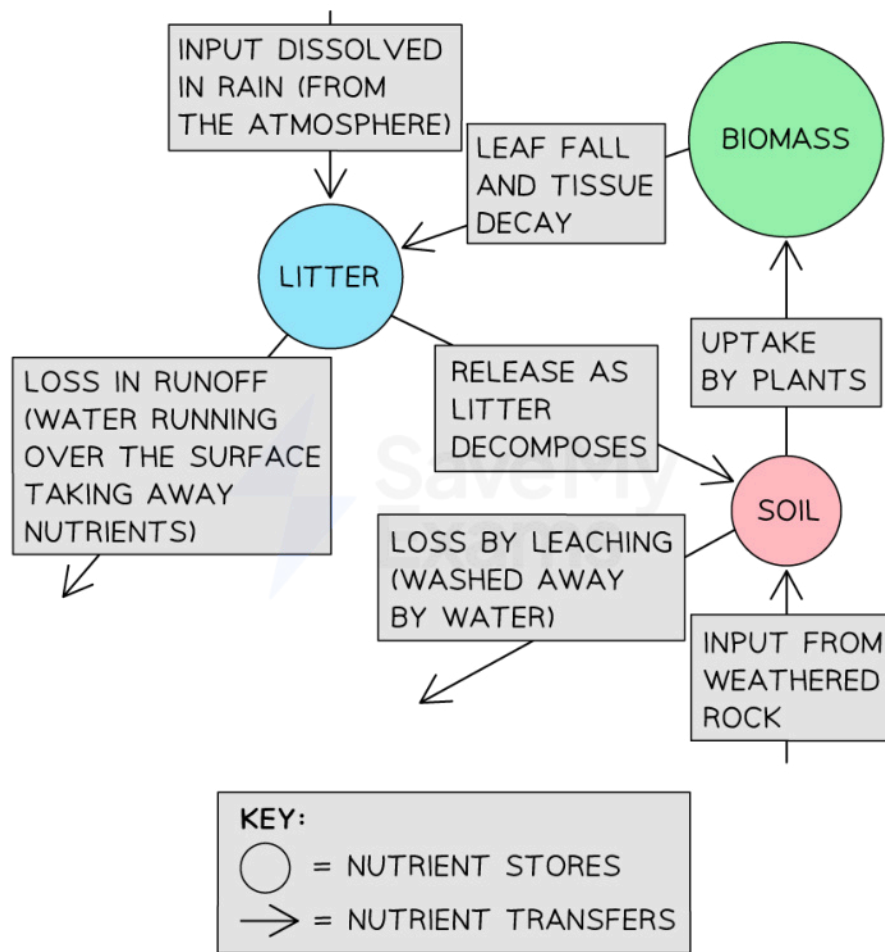 INPUT DISSOLVED
IN RAIN (FROM
THE ATMOSPHERE)
BIOMASS
LEAF FALL
AND TISSUE
DECAY
LITTER
UPTAKE
BY PLANTS
LOSS IN RUNOFF
(WATER RUNNING
OVER THE SURFACE
TAKING AWAY
NUTRIENTS)
RELEASE AS
LITTER
DECOMPOSES
SaveMy
Exams
SOIL
LOSS BY LEACHING
(WASHED AWAY
BY WATER)
INPUT FROM
WEATHERED
ROCK
KEY:
= NUTRIENT STORES
= NUTRIENT TRANSFERS